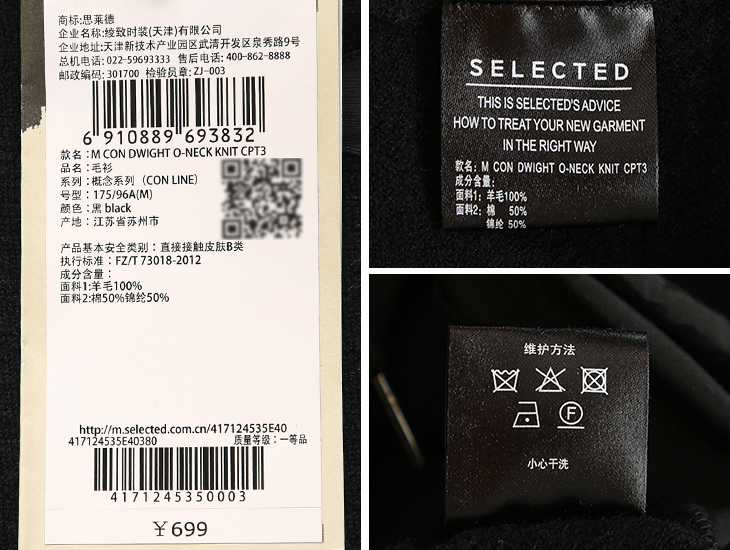 商标:思莱德
企业名称:绫致时装(天津)有限公司
企业地址:天津新技术产业园区武清开发区泉秀路9号
总机电话: 022-59693333 售后电话: 400-862-8888
邮政编码: 301700 检验员章: ZJ-003
6 910889 693832
款名：M CON DWIGHT O-NECK KNIT CPT3
品名：毛衫
系列：概念系列（CON LINE）
号型：175/96A(M)
颜色：黑 black
产地：江苏省苏州市
产品基本安全类别：直接接触皮肤B类
执行标准：FZ/T 73018-2012
成分含量：
面料1:羊毛100%
面料2:棉50%锦纶50%
http://m.selected.com.cn/417124535E40
417124535E40380 质量等级：一等品
4171245350003
￥699
SELECTED
THIS IS SELECTED'S ADVICE
HOW TO TREAT YOUR NEW GARMENT
IN THE RIGHT WAY
款名: M CON DWIGHT O-NECK KNIT CPT3
成分含量:
面料1: 羊毛100%
面料2: 棉 50%
锦纶 50%
维护方法
F
小心干洗